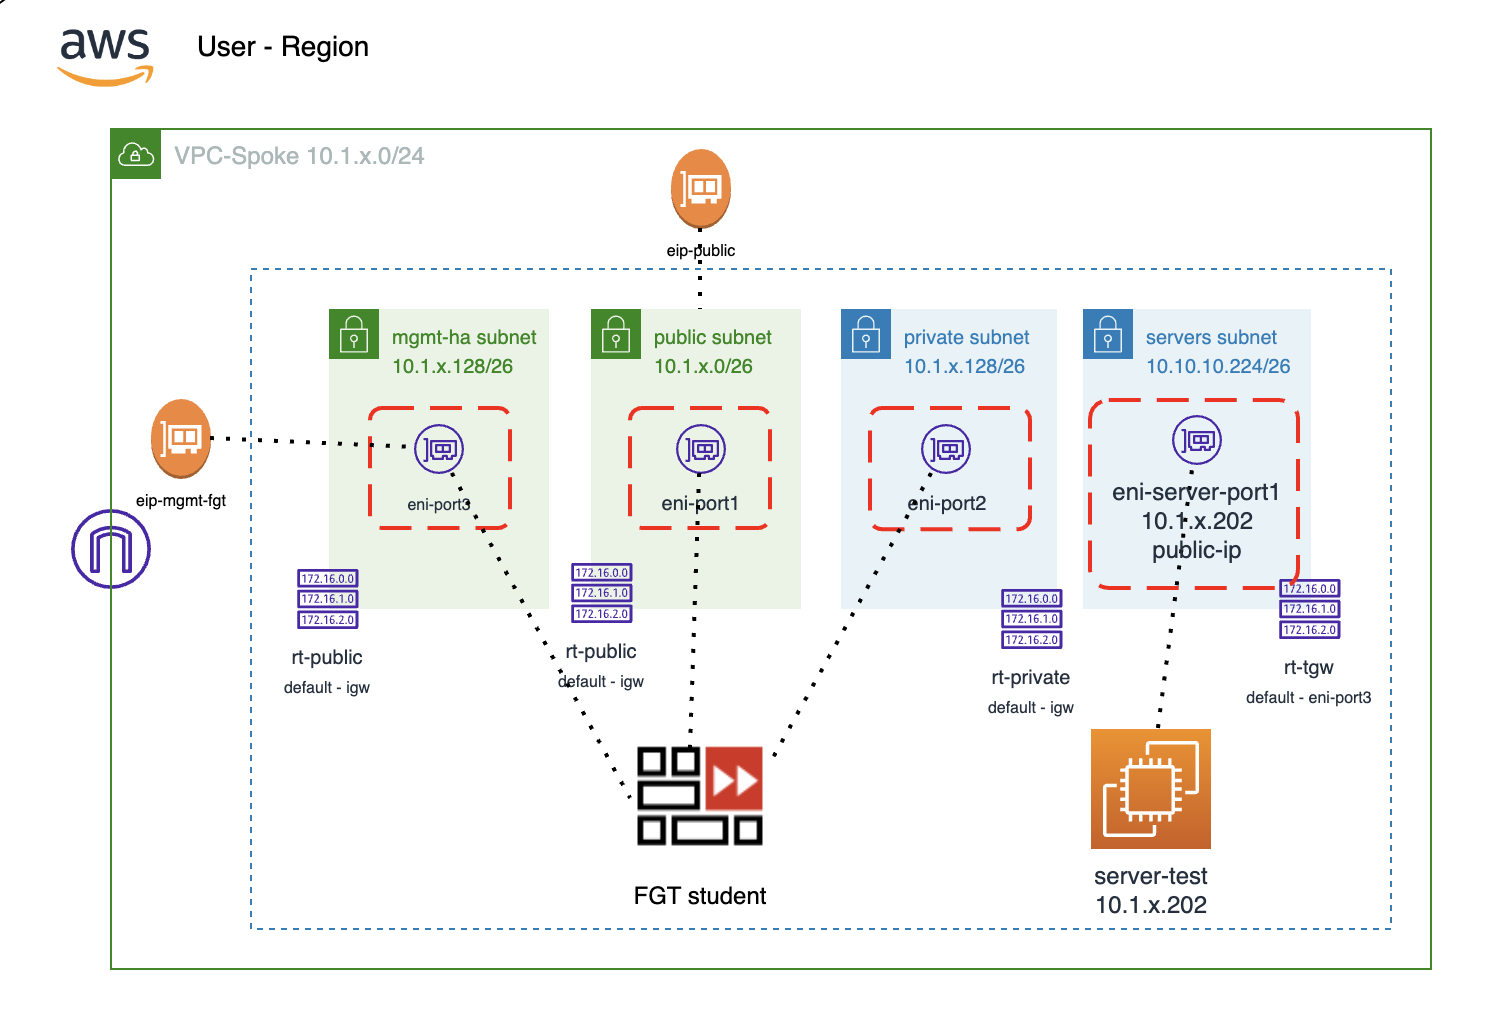 aws
User - Region
VPC-Spoke 10.1.x.0/24
eip-public
mgmt-ha subnet
10.1.x.128/26
public subnet
10.1.x.0/26
private subnet
10.1.x.128/26
servers subnet
10.10.10.224/26
eip-mgmt-fgt
eni-port3
eni-port1
eni-port2
eni-server-port1
10.1.x.202
public-ip
172.16.0.0
172.16.1.0
172.16.2.0
rt-public
default - igw
172.16.0.0
172.16.1.0
172.16.2.0
rt-public
default - igw
172.16.0.0
172.16.1.0
172.16.2.0
rt-private
default - igw
172.16.0.0
172.16.1.0
172.16.2.0
rt-tgw
default - eni-port3
FGT student
server-test
10.1.x.202